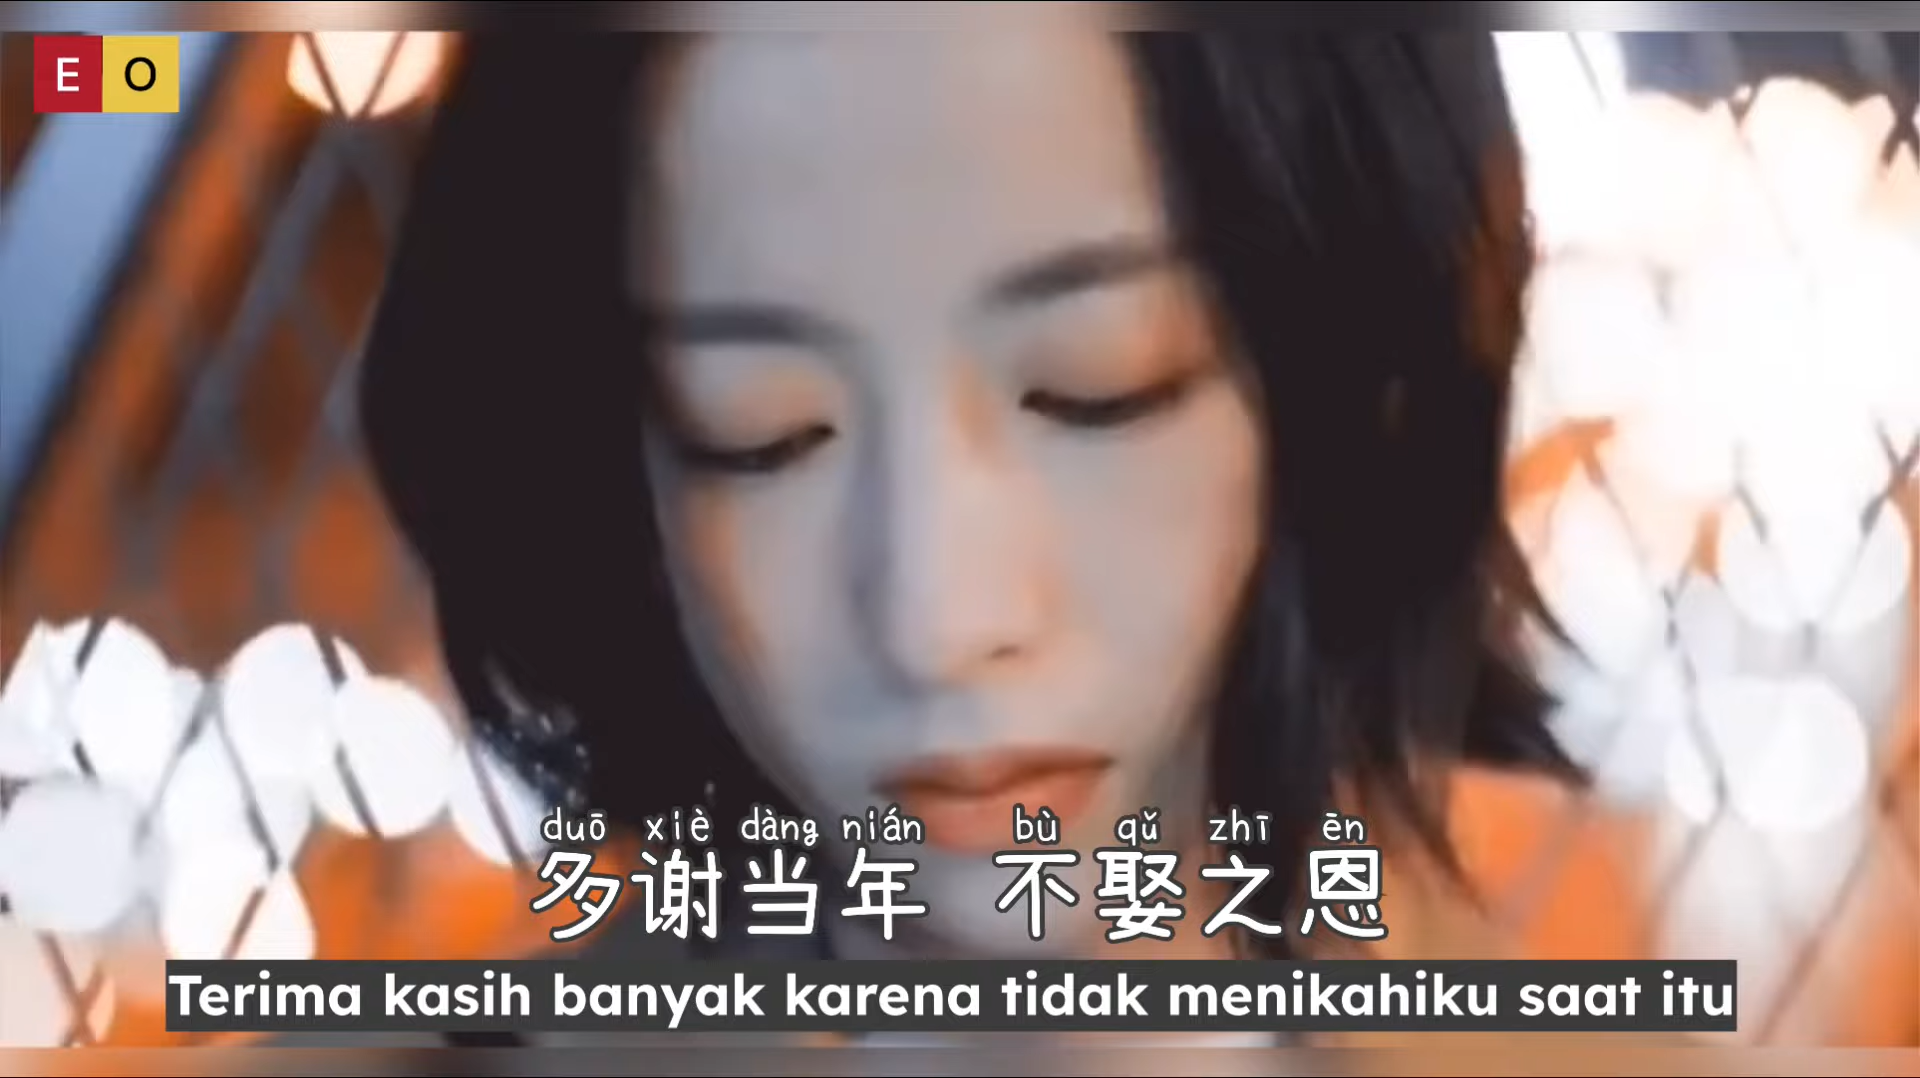 E O
duō xiè dàng nián bù qǔ zhī ēn
多谢当年 不娶之恩
Terima kasih banyak karena tidak menikahiku saat itu